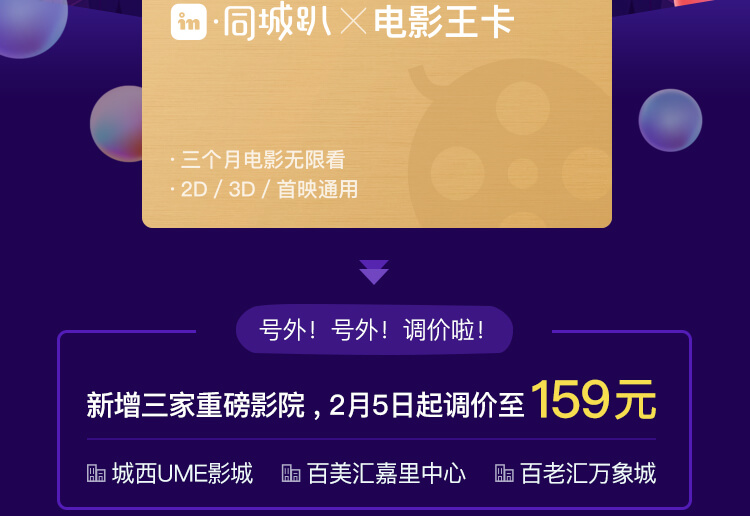 in·同城趴×电影王卡
·三个月电影无限看
·2D / 3D / 首映通用
号外！号外！调价啦！
新增三家重磅影院，2月5日起调价至159元
城西UME影城 百美汇嘉里中心 百老汇万象城